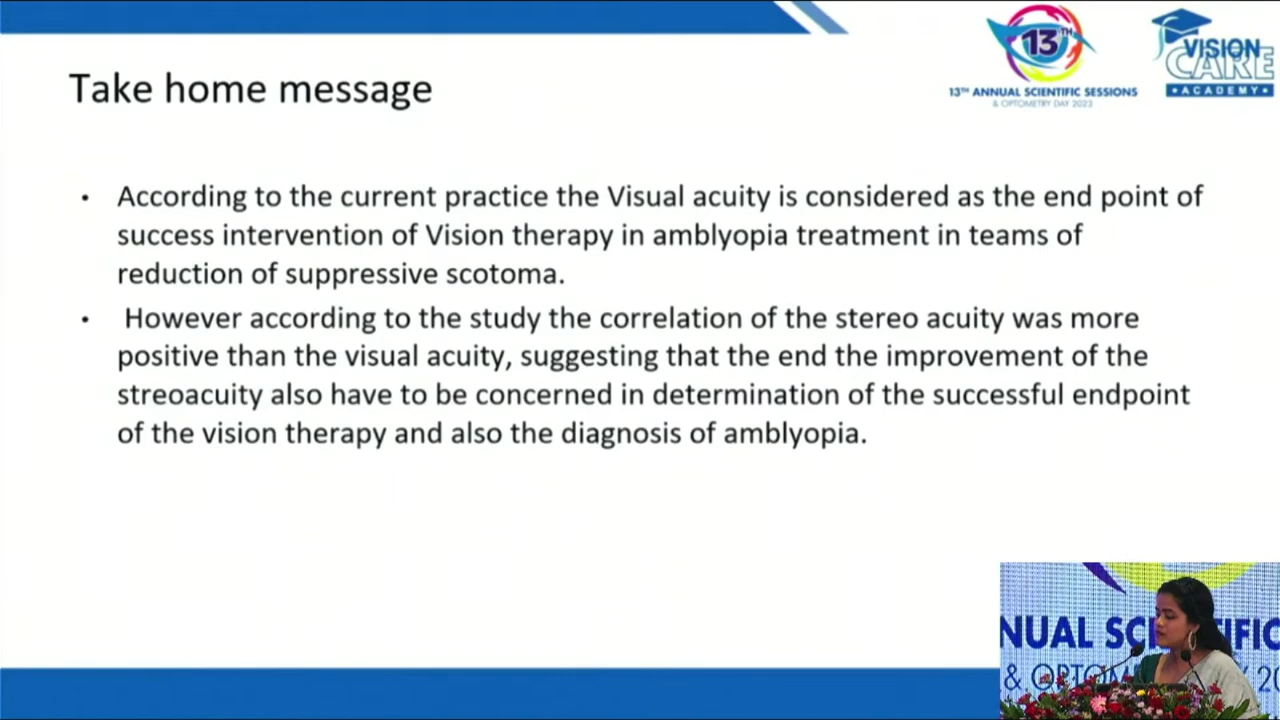 Take home message
13TH
13TH ANNUAL SCIENTIFIC SESSIONS
& OPTOMETRY DAY 2023
VISION
CARE
•ACADEMY•
• According to the current practice the Visual acuity is considered as the end point of
success intervention of Vision therapy in amblyopia treatment in teams of
reduction of suppressive scotoma.
• However according to the study the correlation of the stereo acuity was more
positive than the visual acuity, suggesting that the end the improvement of the
streoacuity also have to be concerned in determination of the successful endpoint
of the vision therapy and also the diagnosis of amblyopia.
NUAL SC IFIC
& OPTOM 20